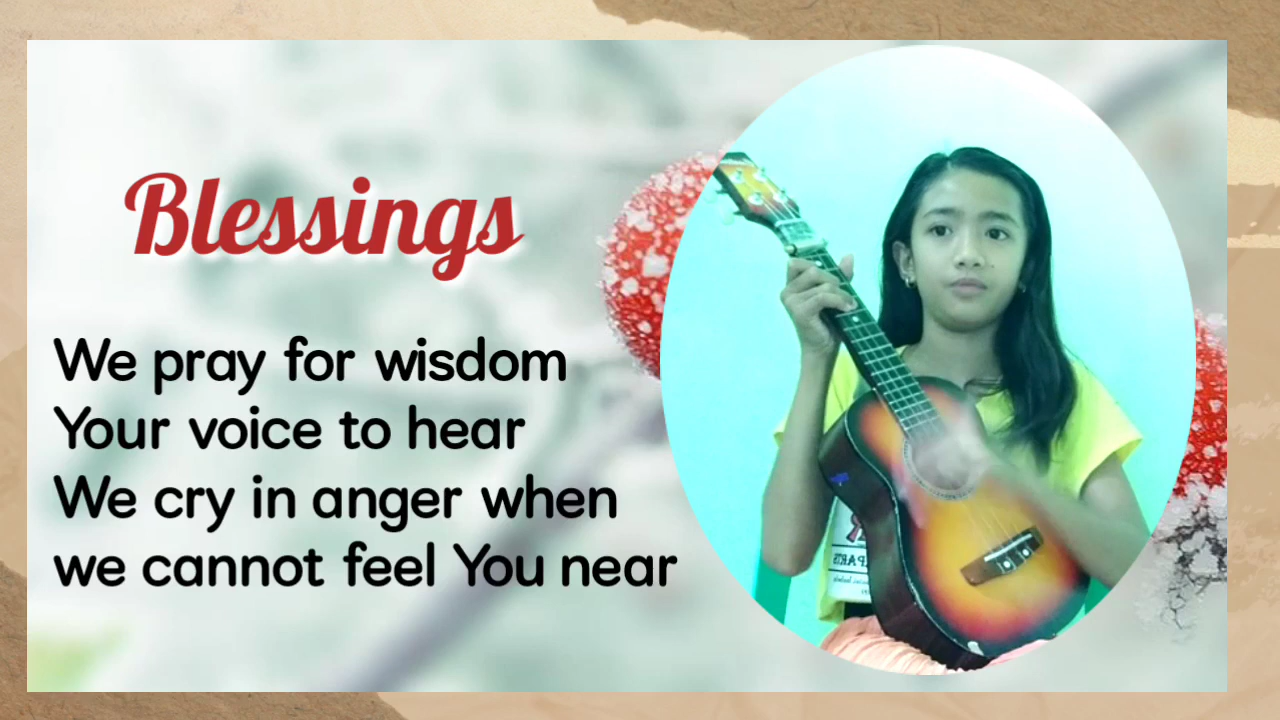 Blessings
We pray for wisdom
Your voice to hear
We cry in anger when
we cannot feel You near